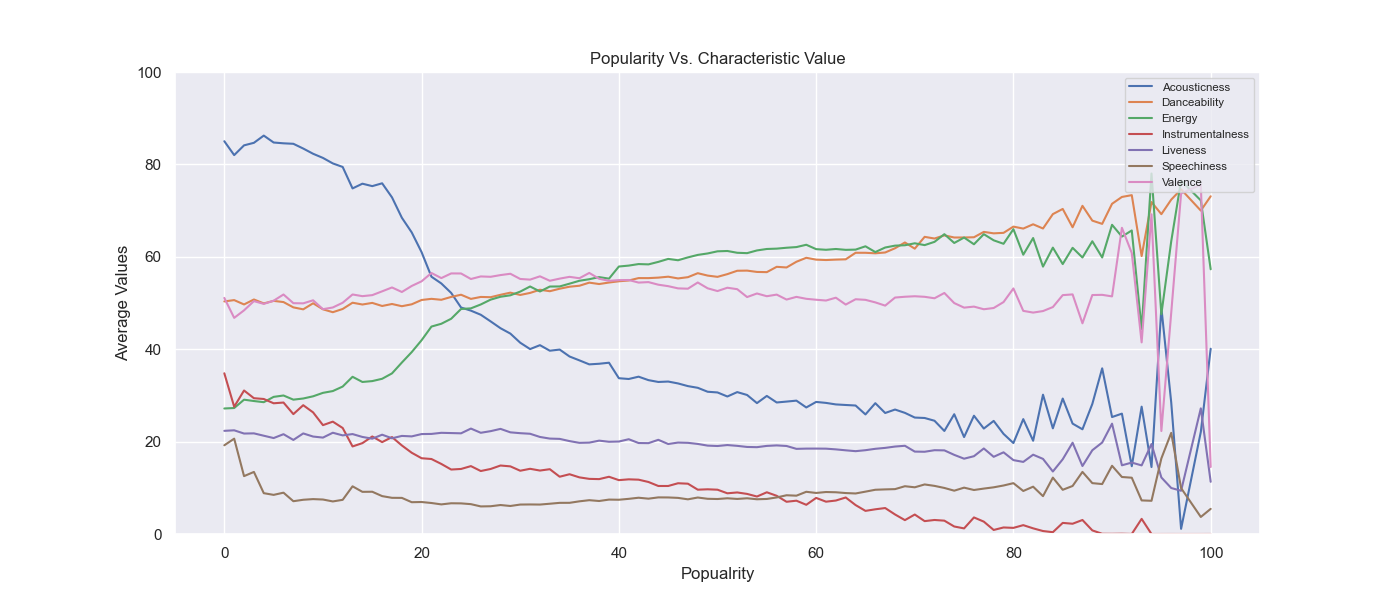 Popularity Vs. Characteristic Value
100
80
60
40
20
0
Average Values
Acousticness
Danceability
Energy
Instrumentalness
Liveness
Speechiness
Valence
0 20 40 60 80 100
Popualrity